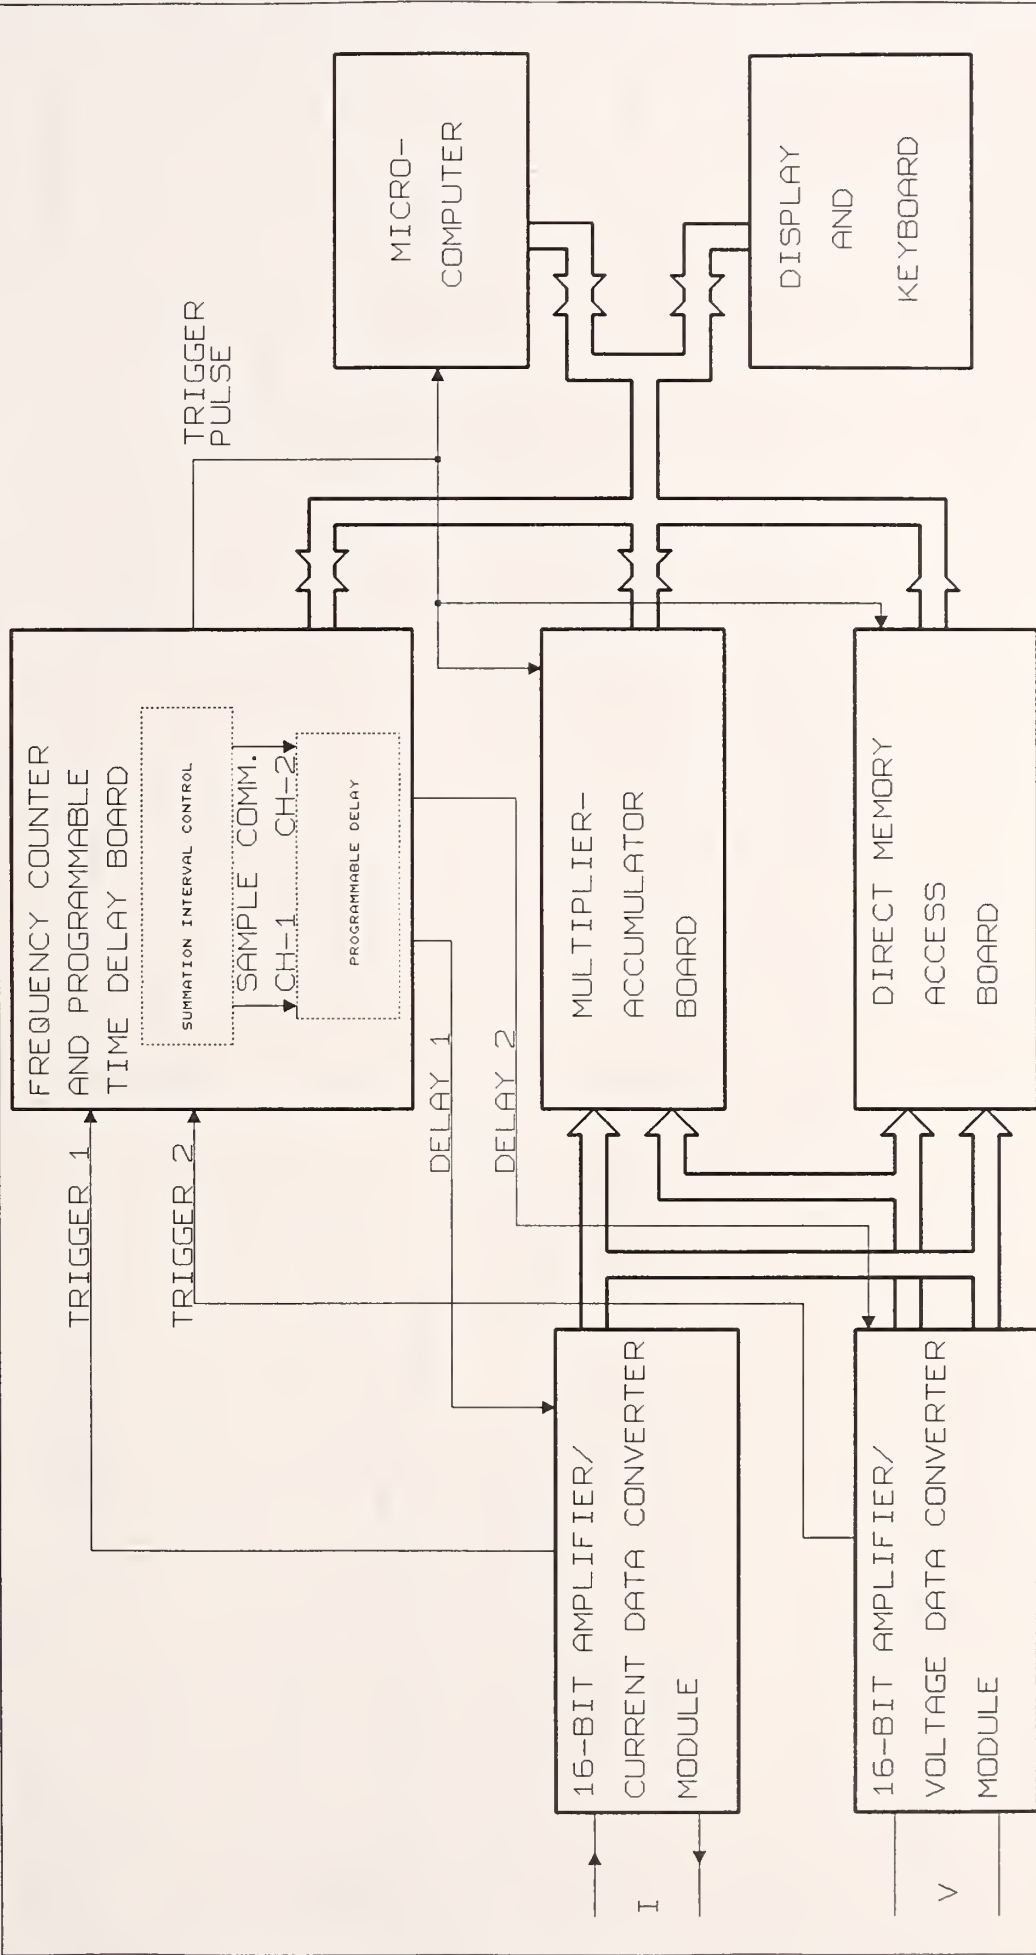 FREQUENCY COUNTER
AND PROGRAMMABLE
TIME DELAY BOARD
SUMMATION INTERVAL CONTROL
SAMPLE COMM.
CH-1 CH-2
PROGRAMMABLE DELAY
TRIGGER 1
TRIGGER 2
DELAY 1
DELAY 2
TRIGGER
PULSE
MICRO-
COMPUTER
DISPLAY
AND
KEYBOARD
MULTIPLIER-
ACCUMULATOR
BOARD
DIRECT MEMORY
ACCESS
BOARD
16-BIT AMPLIFIER/
CURRENT DATA CONVERTER
MODULE
I
16-BIT AMPLIFIER/
VOLTAGE DATA CONVERTER
MODULE
V